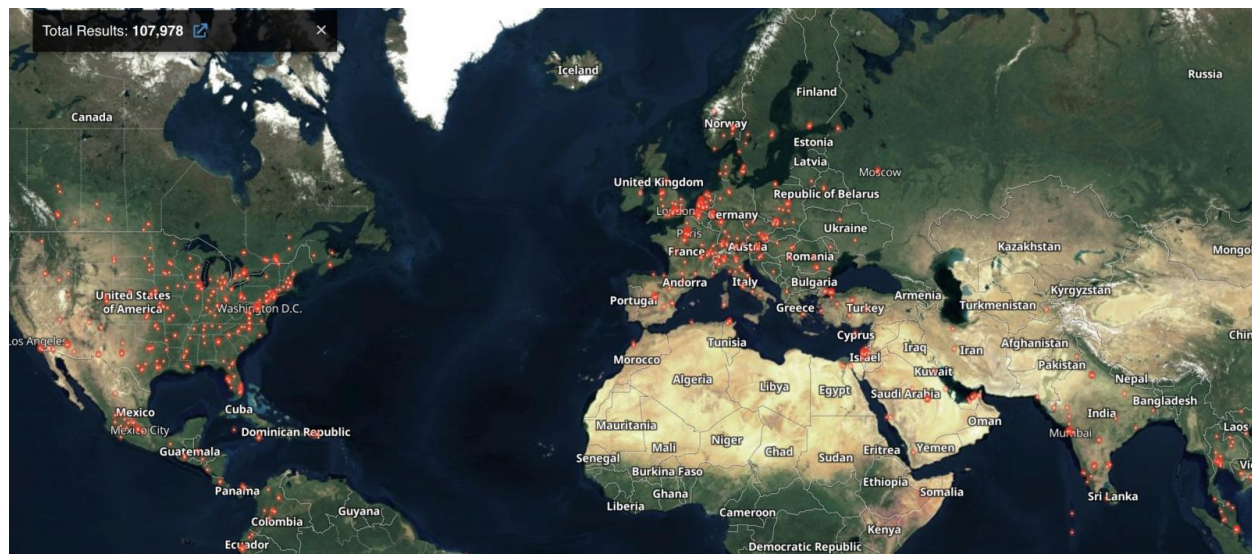 Total Results: 107,978
×
Iceland
Russia
Finland
Canada
Norway
Estonia
Latvia
Moscow
United Kingdom
Republic of Belarus
London
Germany
Paris
Ukraine
France
Austria
Romania
Kazakhstan
Mongo
Andorra
Italy
Bulgaria
Kyrgyzstan
United States
of America
Washington D.C.
Portugal
Greece
Turkey
Armenia
Turkmenistan
Los Angeles
Tunisia
Cyprus
Chin
Morocco
Israel
Iraq
Iran
Afghanistan
Pakistan
Kuwait
Nepal
Algeria
Libya
Egypt
Saudi Arabia
Bangladesh
Mexico
Cuba
India
Mexico City
Dominican Republic
Mauritania
Oman
Mumbai
Laos
Guatemala
Mali
Niger
Chad
Sudan
Eritrea
Yemen
Senegal
Burkina Faso
Vi
Panama
Ghana
Ethiopia
Somalia
Sri Lanka
Liberia
Guyana
Cameroon
Colombia
Kenya
Ecuador
Democratic Republic